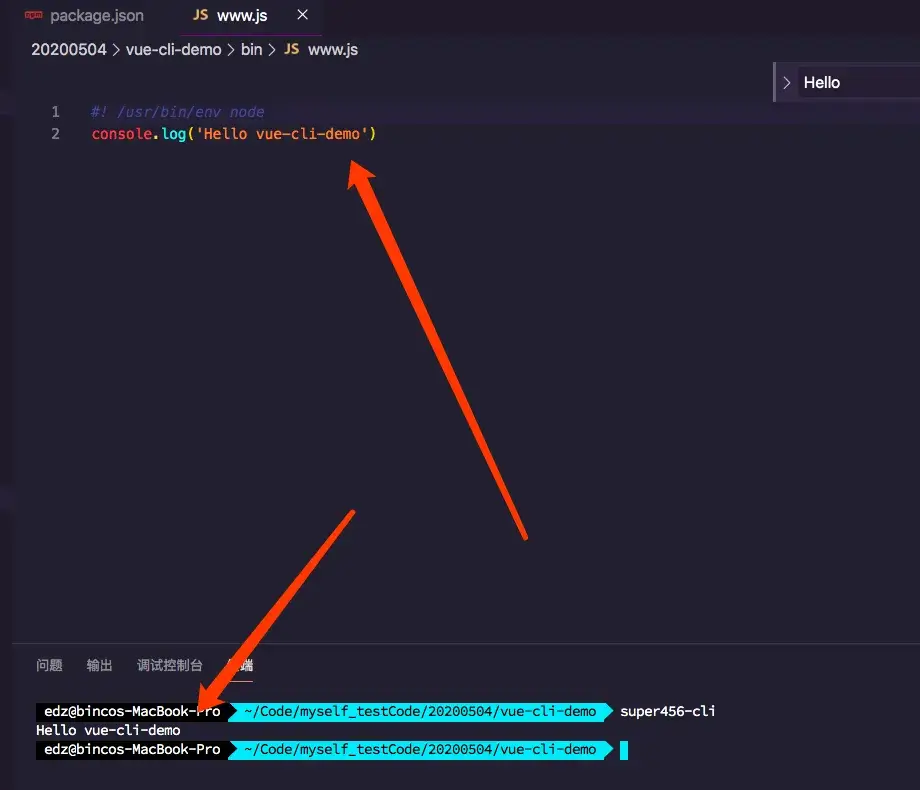 package.json JS www.js
20200504 > vue-cli-demo > bin > JS www.js
Hello
1 #! /usr/bin/env node
2 console.log('Hello vue-cli-demo')
问题 输出 调试控制台 端
edz@bincos-MacBook-Pro ~/Code/myself_testCode/20200504/vue-cli-demo super456-cli
Hello vue-cli-demo
edz@bincos-MacBook-Pro ~/Code/myself_testCode/20200504/vue-cli-demo